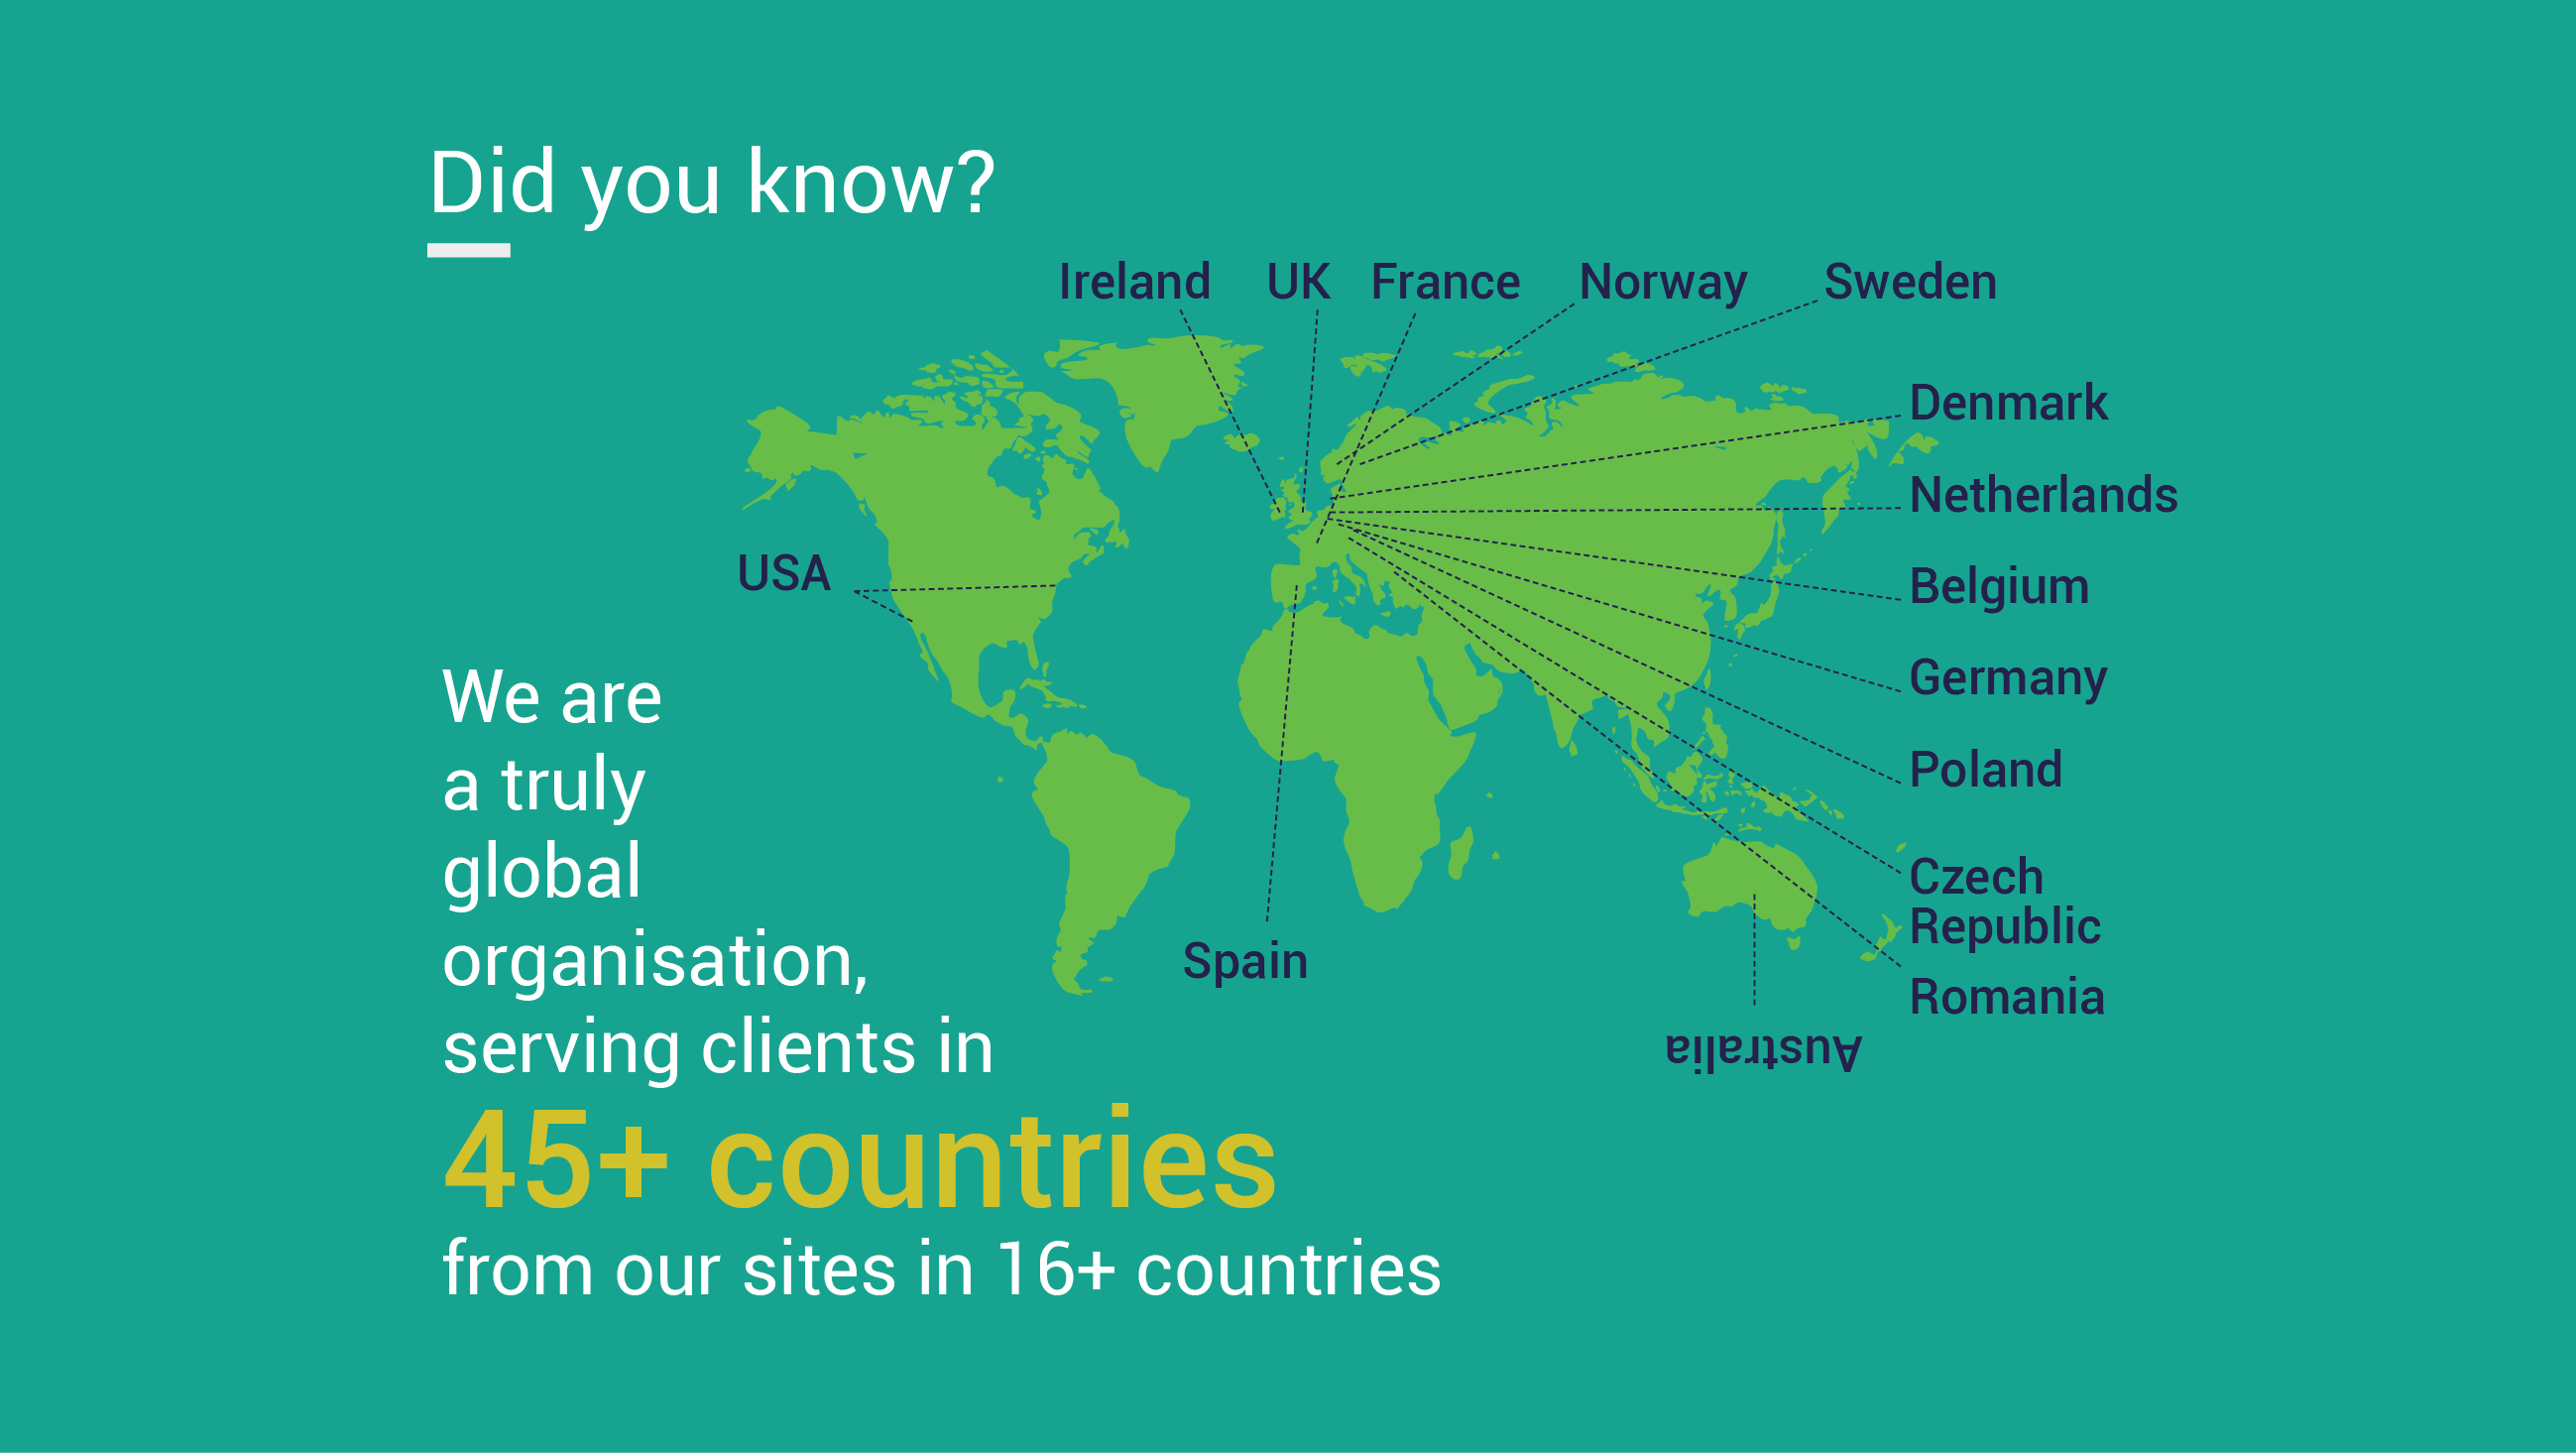 Did you know?
Ireland UK France Norway Sweden
Denmark
Netherlands
USA
Belgium
Germany
Poland
Czech
Republic
Romania
Spain
Australia
We are
a truly
global
organisation,
serving clients in
45+ countries
from our sites in 16+ countries